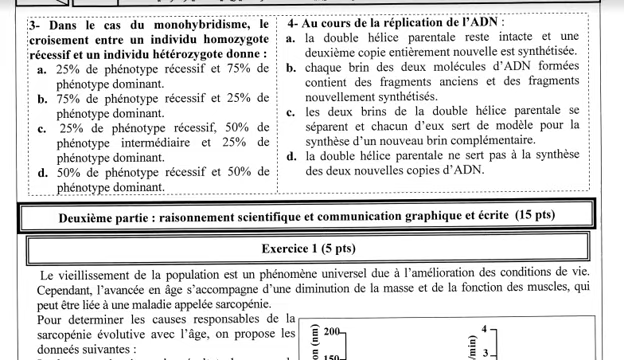 3- Dans le cas du monohybridisme, le
croisement entre un individu homozygote
récessif et un individu hétérozygote donne :
a. 25% de phénotype récessif et 75% de
phénotype dominant.
b. 75% de phénotype récessif et 25% de
phénotype dominant.
c. 25% de phénotype récessif, 50% de
phénotype intermédiaire et 25% de
phénotype dominant.
d. 50% de phénotype récessif et 50% de
phénotype dominant.
4- Au cours de la réplication de l'ADN :
a. la double hélice parentale reste intacte et une
deuxième copie entièrement nouvelle est synthétisée.
b. chaque brin des deux molécules d'ADN formées
contient des fragments anciens et des fragments
nouvellement synthétisés.
c. les deux brins de la double hélice parentale se
séparent et chacun d'eux sert de modèle pour la
synthèse d'un nouveau brin complémentaire.
d. la double hélice parentale ne sert pas à la synthèse
des deux nouvelles copies d'ADN.
Deuxième partie : raisonnement scientifique et communication graphique et écrite (15 pts)
Exercice 1 (5 pts)
Le vieillissement de la population est un phénomène universel due à l'amélioration des conditions de vie.
Cependant, l'avancée en âge s'accompagne d'une diminution de la masse et de la fonction des muscles, qui
peut être liée à une maladie appelée sarcopénie.
Pour determiner les causes responsables de la
sarcopénie évolutive avec l'âge, on propose les
donneés suivantes :
on (nm)
200
150
/min)
4
3